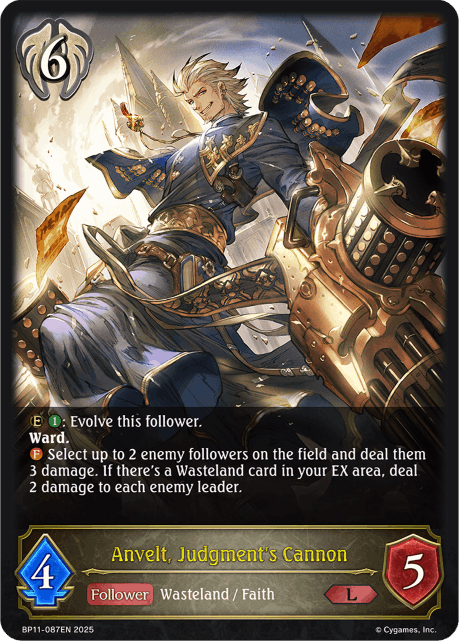 6
E 1: Evolve this follower.
Ward.
F Select up to 2 enemy followers on the field and deal them
3 damage. If there's a Wasteland card in your EX area, deal
2 damage to each enemy leader.
Anvelt, Judgment's Cannon
4
Follower Wasteland / Faith L
5
BP11-087EN 2025 © Cygames, Inc.